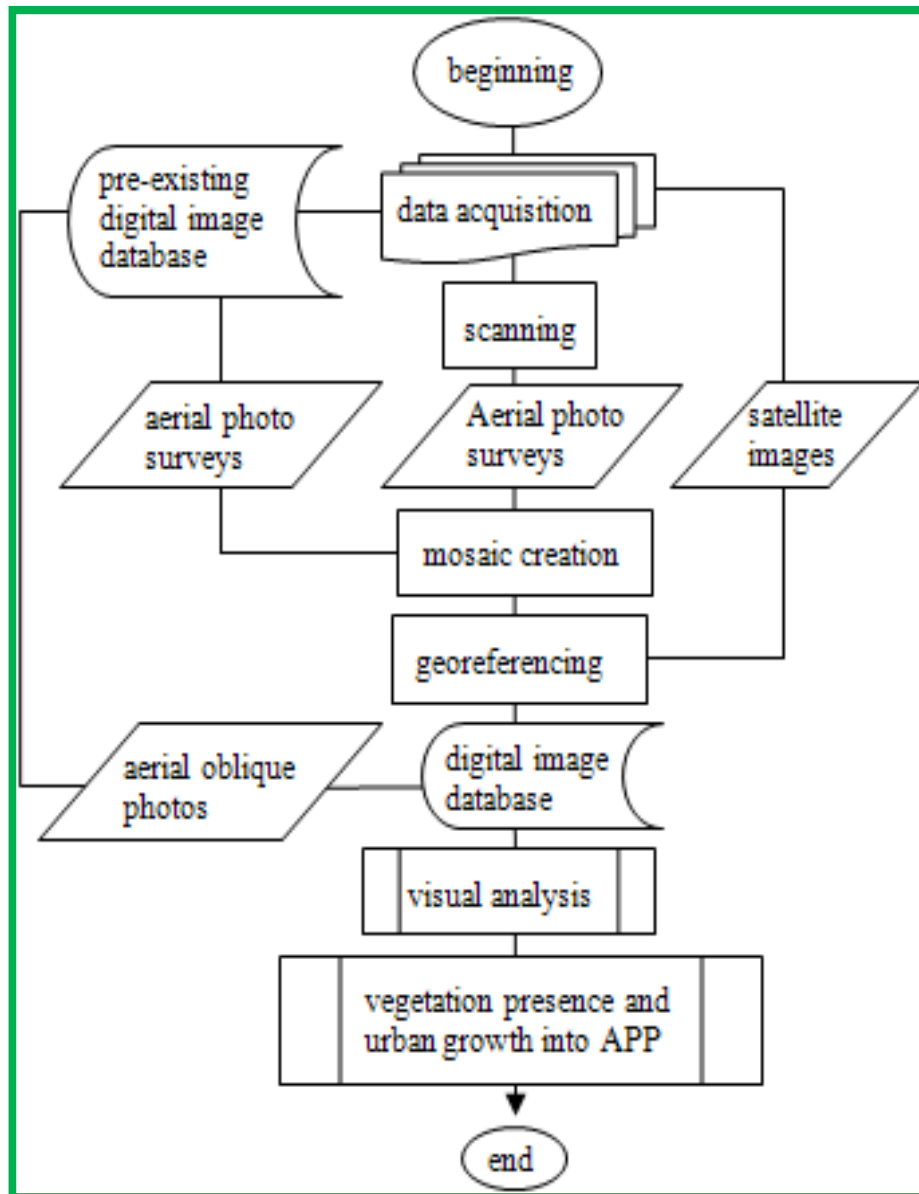 beginning
pre-existing
digital image
database
data acquisition
scanning
aerial photo
surveys
Aerial photo
surveys
satellite
images
mosaic creation
georeferencing
aerial oblique
photos
digital image
database
visual analysis
vegetation presence and
urban growth into APP
end